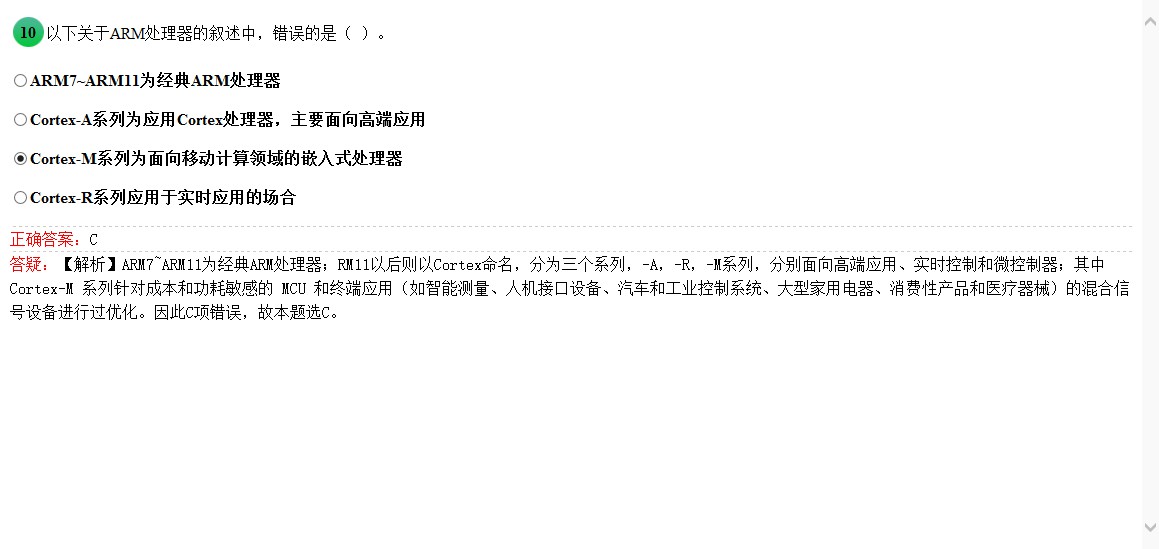 10 以下关于ARM处理器的叙述中，错误的是（ ）。
ARM7~ARM11为经典ARM处理器
Cortex-A系列为应用Cortex处理器，主要面向高端应用
Cortex-M系列为面向移动计算领域的嵌入式处理器
Cortex-R系列应用于实时应用的场合
正确答案：C
答疑：【解析】ARM7~ARM11为经典ARM处理器；RM11以后则以Cortex命名，分为三个系列，-A，-R，-M系列，分别面向高端应用、实时控制和微控制器；其中
Cortex-M 系列针对成本和功耗敏感的 MCU 和终端应用（如智能测量、人机接口设备、汽车和工业控制系统、大型家用电器、消费性产品和医疗器械）的混合信
号设备进行过优化。因此C项错误，故本题选C。